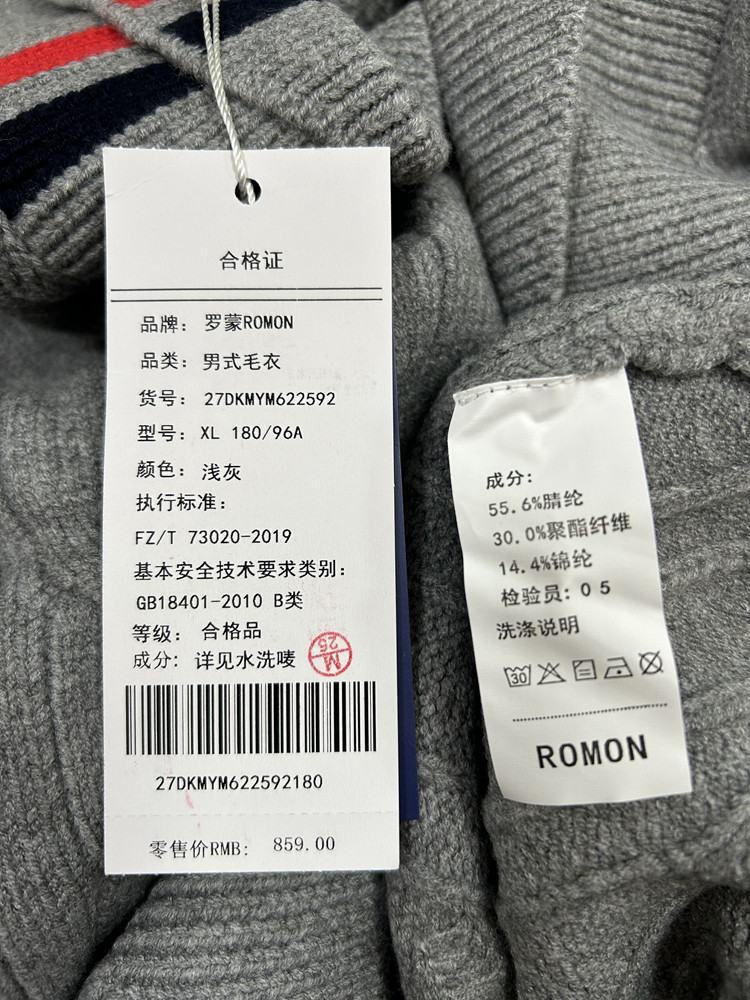 合格证
品牌: 罗蒙ROMON
品类: 男式毛衣
货号: 27DKMYM622592
型号: XL 180/96A
颜色: 浅灰
执行标准:
FZ/T 73020-2019
基本安全技术要求类别:
GB18401-2010 B类
等级: 合格品
成分: 详见水洗唛
M
25
27DKMYM622592180
零售价RMB: 859.00
成分:
55.6%腈纶
30.0%聚酯纤维
14.4%锦纶
检验员: 0 5
洗涤说明
30
ROMON